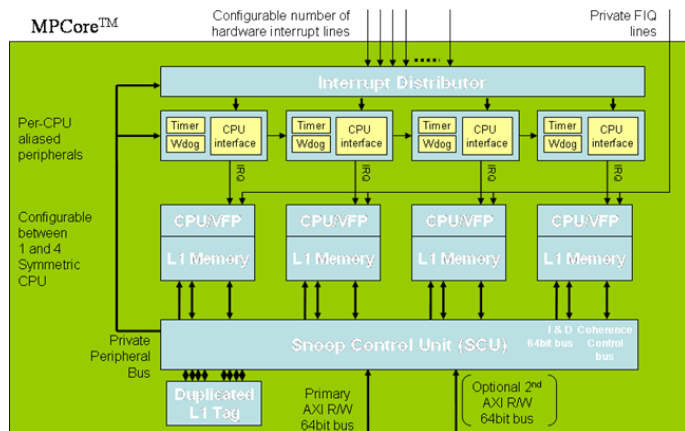 MPCore™
Configurable number of
hardware interrupt lines
Private FIQ
lines
Interrupt Distributor
Per-CPU
aliased
peripherals
Timer
Wdog
CPU
interface
Timer
Wdog
CPU
interface
Timer
Wdog
CPU
interface
Timer
Wdog
CPU
interface
IRQ
IRQ
IRQ
IRQ
Configurable
between
1 and 4
Symmetric
CPU
CPU/VFP
L1 Memory
CPU/VFP
L1 Memory
CPU/VFP
L1 Memory
CPU/VFP
L1 Memory
Private
Peripheral
Bus
Snoop Control Unit (SCU)
I & D
64bit bus
Coherence
Control
bus
Duplicated
L1 Tag
Primary
AXI R/W
64bit bus
Optional 2nd
AXI R/W
64bit bus